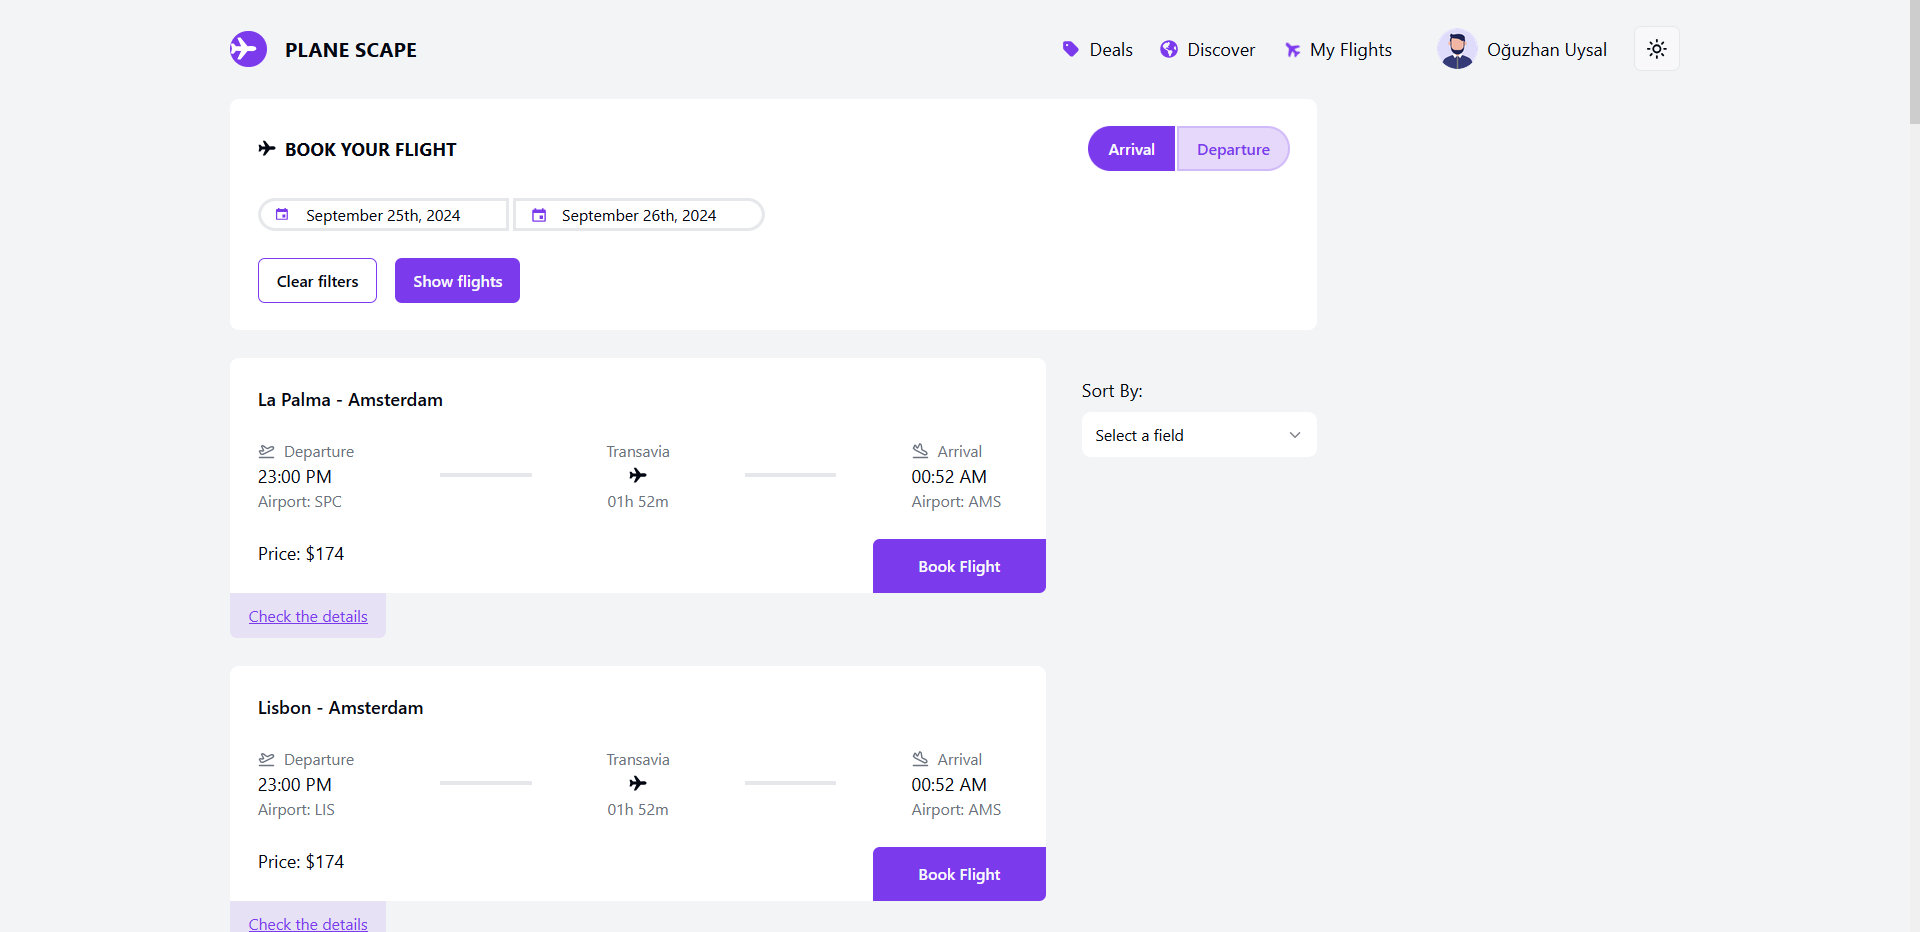 PLANE SCAPE
Deals
Discover
My Flights
Oğuzhan Uysal
BOOK YOUR FLIGHT
Arrival
Departure
September 25th, 2024
September 26th, 2024
Clear filters
Show flights
La Palma - Amsterdam
Departure
Transavia
Arrival
23:00 PM
00:52 AM
Airport: SPC
01h 52m
Airport: AMS
Price: $174
Book Flight
Check the details
Sort By:
Select a field
Lisbon - Amsterdam
Departure
Transavia
Arrival
23:00 PM
00:52 AM
Airport: LIS
01h 52m
Airport: AMS
Price: $174
Book Flight
Check the details